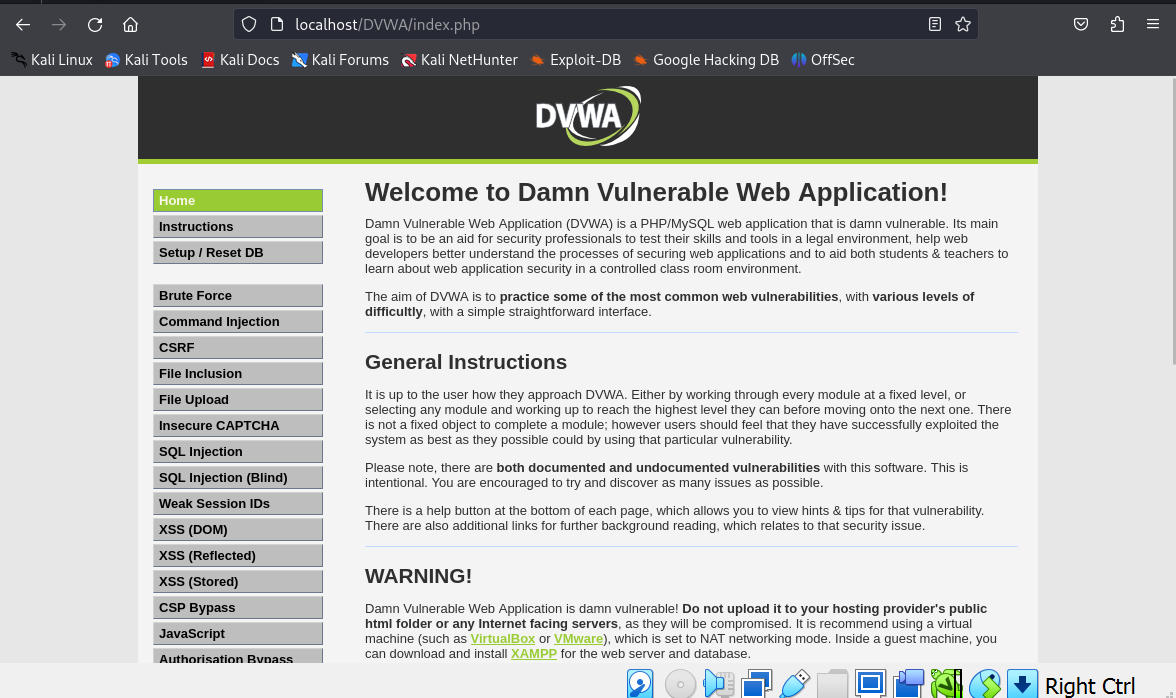 localhost/DVWA/index.php
Kali Linux Kali Tools Kali Docs Kali Forums Kali NetHunter Exploit-DB Google Hacking DB OffSec
DVWA
Home
Instructions
Setup / Reset DB
Brute Force
Command Injection
CSRF
File Inclusion
File Upload
Insecure CAPTCHA
SQL Injection
SQL Injection (Blind)
Weak Session IDs
XSS (DOM)
XSS (Reflected)
XSS (Stored)
CSP Bypass
JavaScript
Authorisation Bypass
Welcome to Damn Vulnerable Web Application!
Damn Vulnerable Web Application (DVWA) is a PHP/MySQL web application that is damn vulnerable. Its main
goal is to be an aid for security professionals to test their skills and tools in a legal environment, help web
developers better understand the processes of securing web applications and to aid both students & teachers to
learn about web application security in a controlled class room environment.
The aim of DVWA is to practice some of the most common web vulnerabilities, with various levels of
difficultly, with a simple straightforward interface.
General Instructions
It is up to the user how they approach DVWA. Either by working through every module at a fixed level, or
selecting any module and working up to reach the highest level they can before moving onto the next one. There
is not a fixed object to complete a module; however users should feel that they have successfully exploited the
system as best as they possible could by using that particular vulnerability.
Please note, there are both documented and undocumented vulnerabilities with this software. This is
intentional. You are encouraged to try and discover as many issues as possible.
There is a help button at the bottom of each page, which allows you to view hints & tips for that vulnerability.
There are also additional links for further background reading, which relates to that security issue.
WARNING!
Damn Vulnerable Web Application is damn vulnerable! Do not upload it to your hosting provider's public
html folder or any Internet facing servers, as they will be compromised. It is recommend using a virtual
machine (such as VirtualBox or VMware), which is set to NAT networking mode. Inside a guest machine, you
can download and install XAMPP for the web server and database.
Right Ctrl